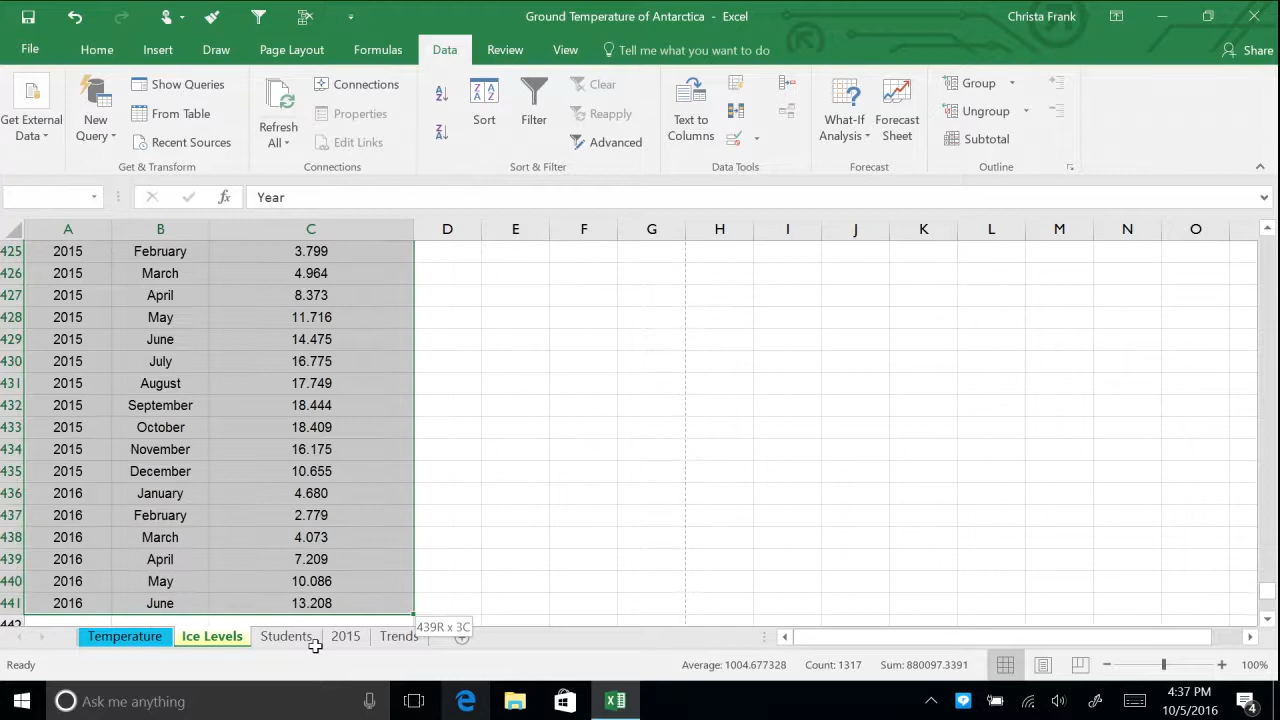 Ground Temperature of Antarctica - Excel
Christa Frank
File Home Insert Draw Page Layout Formulas Data Review View Tell me what you want to do Share
Get External Data
New Query
Show Queries
From Table
Recent Sources
Get & Transform
Refresh All
Connections
Properties
Edit Links
Connections
Sort
Filter
Clear
Reapply
Advanced
Sort & Filter
Text to Columns
Data Tools
What-If Analysis
Forecast Sheet
Forecast
Group
Ungroup
Subtotal
Outline
fx Year
A B C D E F G H I J K L M N O
425 2015 February 3.799
426 2015 March 4.964
427 2015 April 8.373
428 2015 May 11.716
429 2015 June 14.475
430 2015 July 16.775
431 2015 August 17.749
432 2015 September 18.444
433 2015 October 18.409
434 2015 November 16.175
435 2015 December 10.655
436 2016 January 4.680
437 2016 February 2.779
438 2016 March 4.073
439 2016 April 7.209
440 2016 May 10.086
441 2016 June 13.208
442
439R x 3C
Temperature Ice Levels Students 2015 Trends
Ready Average: 1004.677328 Count: 1317 Sum: 880097.3391 100%
Ask me anything
4:37 PM
10/5/2016
4